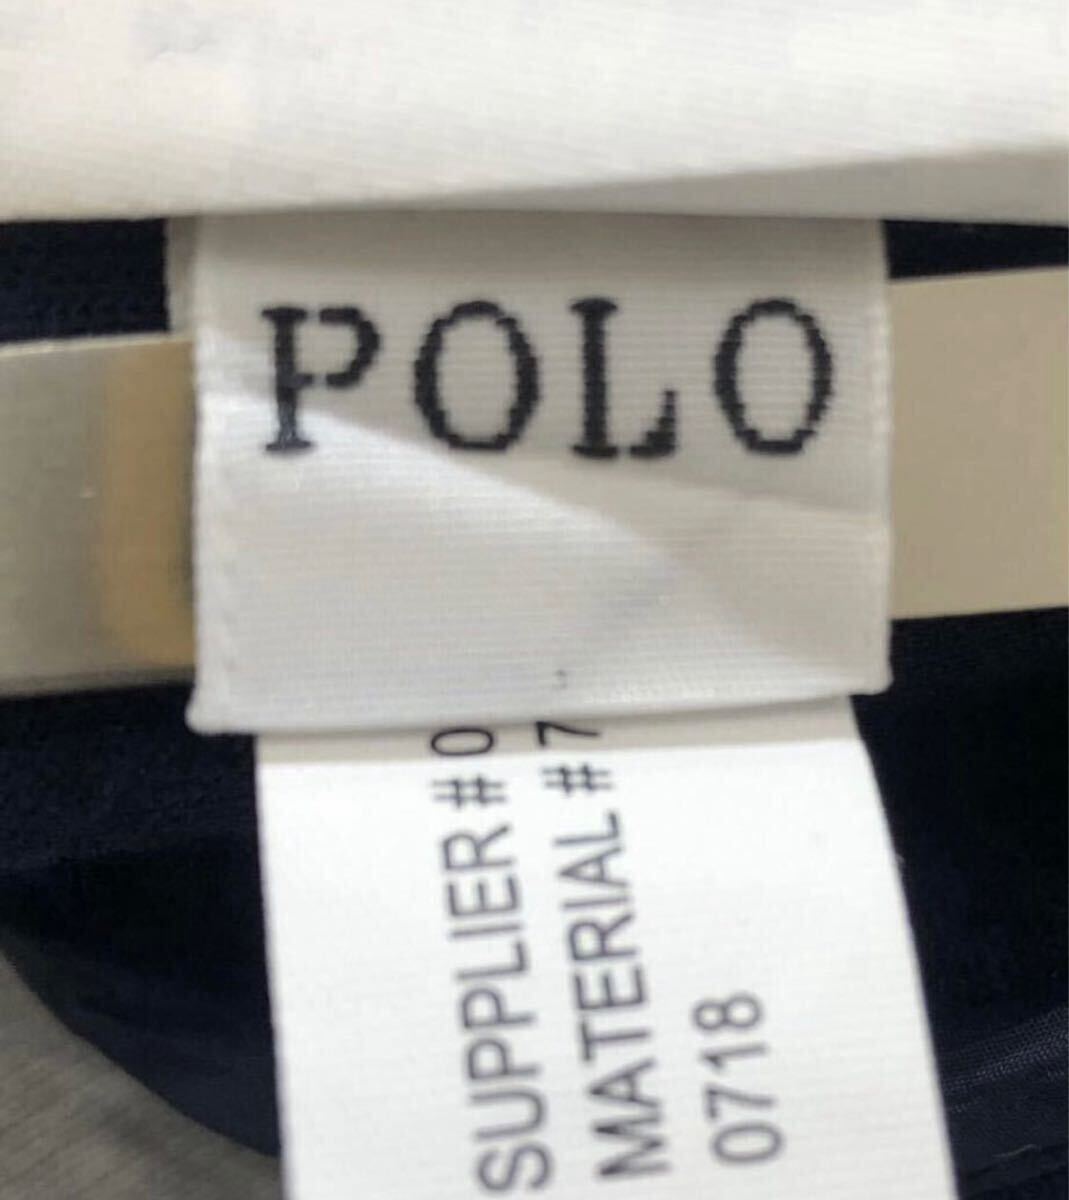 POLO
SUPPLIER #0
MATERIAL #7
0718